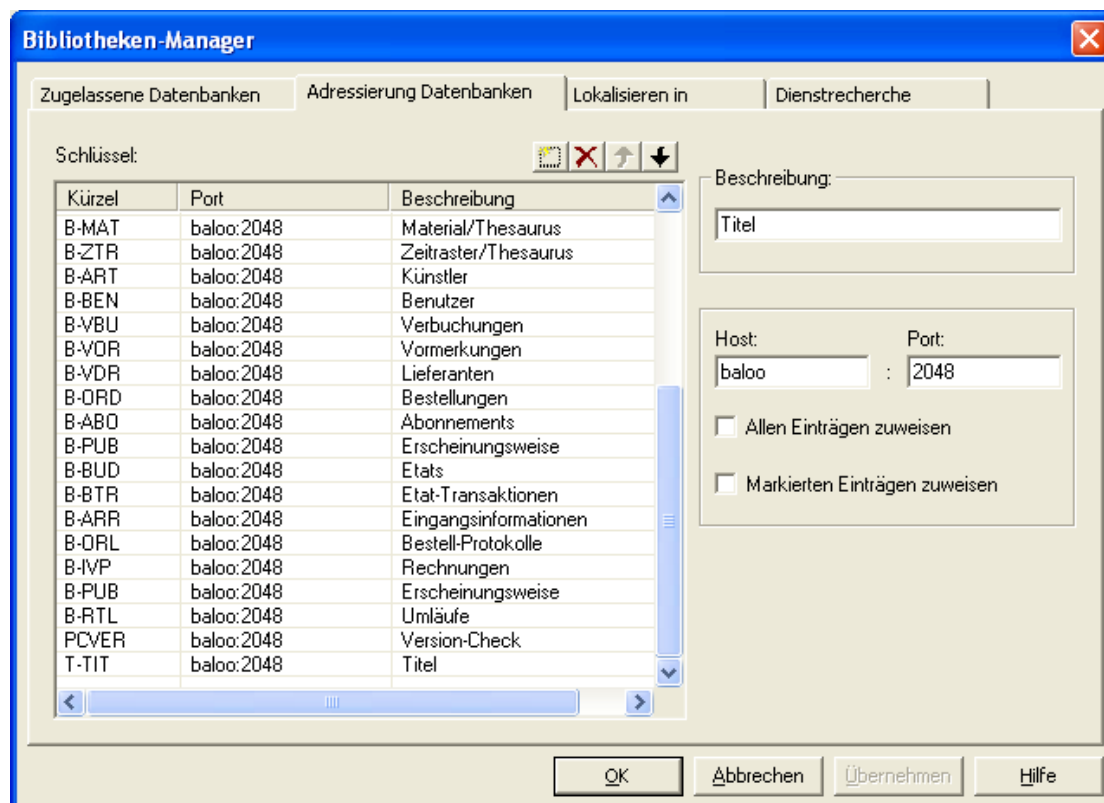 Bibliotheken-Manager
Zugelassene Datenbanken Adressierung Datenbanken Lokalisieren in Dienstrecherche
Schlüssel:
Kürzel Port Beschreibung
B-MAT baloo:2048 Material/Thesaurus
B-ZTR baloo:2048 Zeitraster/Thesaurus
B-ART baloo:2048 Künstler
B-BEN baloo:2048 Benutzer
B-VBU baloo:2048 Verbuchungen
B-VOR baloo:2048 Vormerkungen
B-VDR baloo:2048 Lieferanten
B-ORD baloo:2048 Bestellungen
B-ABO baloo:2048 Abonnements
B-PUB baloo:2048 Erscheinungsweise
B-BUD baloo:2048 Etats
B-BTR baloo:2048 Etat-Transaktionen
B-ARR baloo:2048 Eingangsinformationen
B-ORL baloo:2048 Bestell-Protokolle
B-IVP baloo:2048 Rechnungen
B-PUB baloo:2048 Erscheinungsweise
B-RTL baloo:2048 Umläufe
PCVER baloo:2048 Version-Check
T-TIT baloo:2048 Titel
Beschreibung:
Titel
Host: Port:
baloo : 2048
Allen Einträgen zuweisen
Markierten Einträgen zuweisen
OK Abbrechen Übernehmen Hilfe